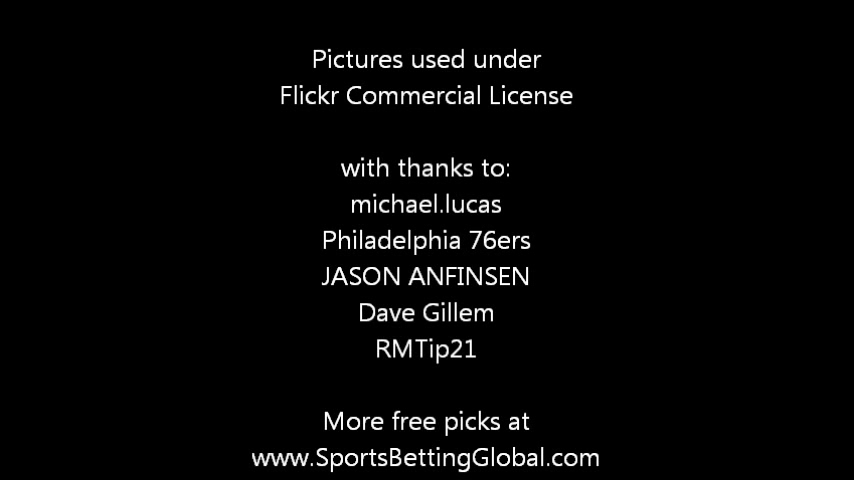 Pictures used under
Flickr Commercial License
with thanks to:
michael.lucas
Philadelphia 76ers
JASON ANFINSEN
Dave Gillem
RMTip21
More free picks at
www.SportsBettingGlobal.com